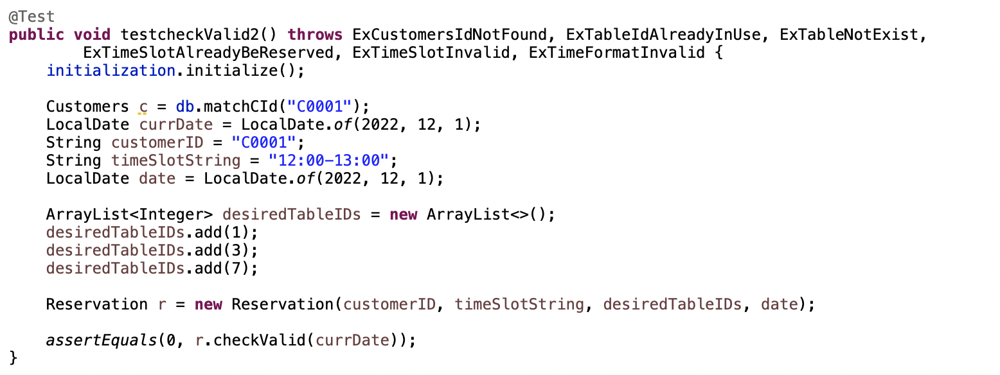 @Test
public void testcheckValid2() throws ExCustomersIdNotFound, ExTableIdAlreadyInUse, ExTableNotExist,
        ExTimeSlotAlreadyBeReserved, ExTimeSlotInvalid, ExTimeFormatInvalid {
    initialization.initialize();

    Customers c = db.matchCId("C0001");
    LocalDate currDate = LocalDate.of(2022, 12, 1);
    String customerID = "C0001";
    String timeSlotString = "12:00–13:00";
    LocalDate date = LocalDate.of(2022, 12, 1);

    ArrayList<Integer> desiredTableIDs = new ArrayList<>();
    desiredTableIDs.add(1);
    desiredTableIDs.add(3);
    desiredTableIDs.add(7);

    Reservation r = new Reservation(customerID, timeSlotString, desiredTableIDs, date);

    assertEquals(0, r.checkValid(currDate));
}